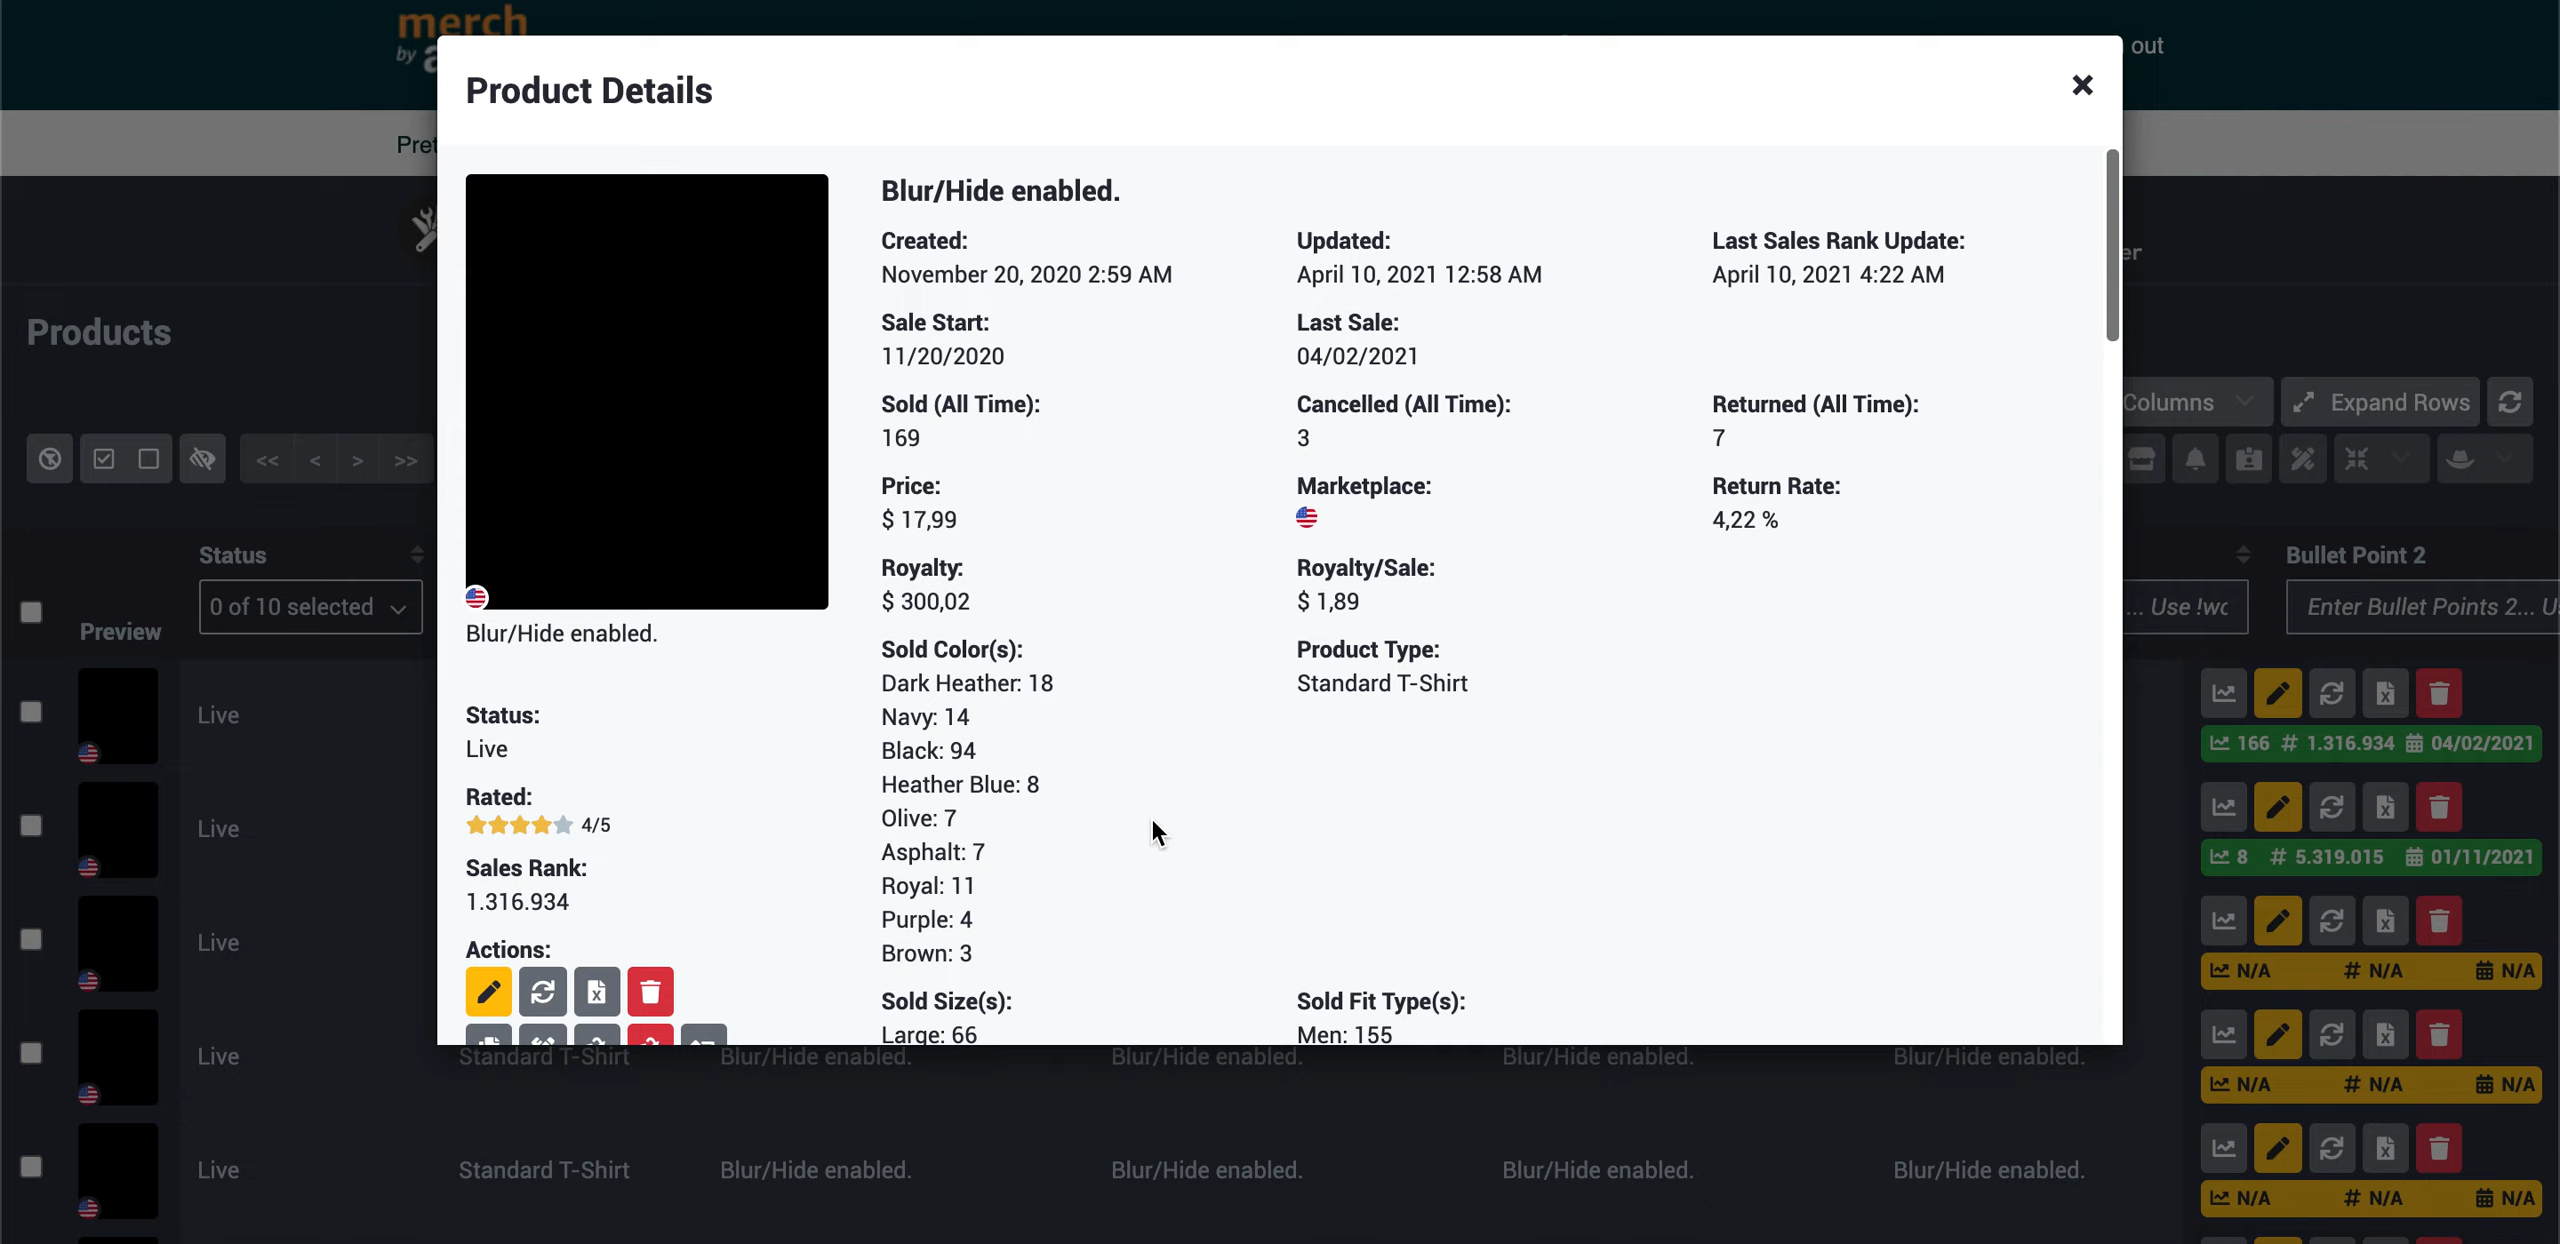 merch
by a
out
Pret
er
Products
Product Details
Blur/Hide enabled.
Created:
November 20, 2020 2:59 AM
Updated:
April 10, 2021 12:58 AM
Last Sales Rank Update:
April 10, 2021 4:22 AM
Sale Start:
11/20/2020
Last Sale:
04/02/2021
Sold (All Time):
169
Cancelled (All Time):
3
Returned (All Time):
7
Price:
$ 17,99
Marketplace:
Return Rate:
4,22 %
Royalty:
$ 300,02
Royalty/Sale:
$ 1,89
Sold Color(s):
Dark Heather: 18
Navy: 14
Black: 94
Heather Blue: 8
Olive: 7
Asphalt: 7
Royal: 11
Purple: 4
Brown: 3
Product Type:
Standard T-Shirt
Sold Size(s):
Large: 66
Sold Fit Type(s):
Men: 155
Blur/Hide enabled.
Status:
Live
Rated:
4/5
Sales Rank:
1.316.934
Actions:
Columns
Expand Rows
<< < > >>
Status
0 of 10 selected
Preview
Bullet Point 2
... Use !wc
Enter Bullet Points 2... U
Live
166 # 1.316.934 04/02/2021
Live
8 # 5.319.015 01/11/2021
Live
N/A # N/A N/A
Live Standard T-Shirt Blur/Hide enabled. Blur/Hide enabled. Blur/Hide enabled. Blur/Hide enabled.
N/A # N/A N/A
Live Standard T-Shirt Blur/Hide enabled. Blur/Hide enabled. Blur/Hide enabled. Blur/Hide enabled.
N/A # N/A N/A